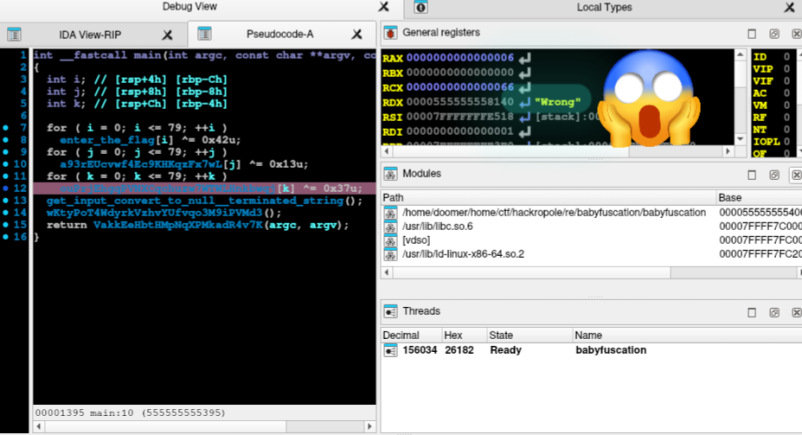 Debug View
Local Types
IDA View-RIP
Pseudocode-A
1 int __fastcall main(int argc, const char **argv, co
2 {
3 int i; // [rsp+4h] [rbp-Ch]
4 int j; // [rsp+8h] [rbp-8h]
5 int k; // [rsp+Ch] [rbp-4h]
6
7 for ( i = 0; i <= 79; ++i )
8 enter_the_flag[i] ^= 0x42u;
9 for ( j = 0; j <= 79; ++j )
10 a93rEUcvwf4Ec9KHKqzFx7wL[j] ^= 0x13u;
11 for ( k = 0; k <= 79; ++k )
12 [k] ^= 0x37u;
13 get_input_convert_to_null__terminated_string();
14 wKtyPoT4WdyrkVzhvYUfvqo3M9iPVMd3();
15 return VakkEeHbtHMpNqXPMkadR4v7K(argc, argv);
16 }
00001395 main:10 (555555555395)
General registers
RAX 0000000000000006
RBX 0000000000000000
RCX 0000000000000066
RDX 0000555555558140 "Wrong"
RSI 00007FFFFFFFE518 [stack]:00
RDI 0000000000000001
ID 0
VIP 0
VIF 0
AC 0
VM 0
RF 0
NT 0
IOPL 0
OF 0
Modules
Path Base
/home/doomer/home/ctf/hackropole/re/babyfuscation/babyfuscation 00005555555540
/usr/lib/libc.so.6 00007FFFF7C000
[vdso] 00007FFFF7FC00
/usr/lib/ld-linux-x86-64.so.2 00007FFFF7FC20
Threads
Decimal Hex State Name
156034 26182 Ready babyfuscation